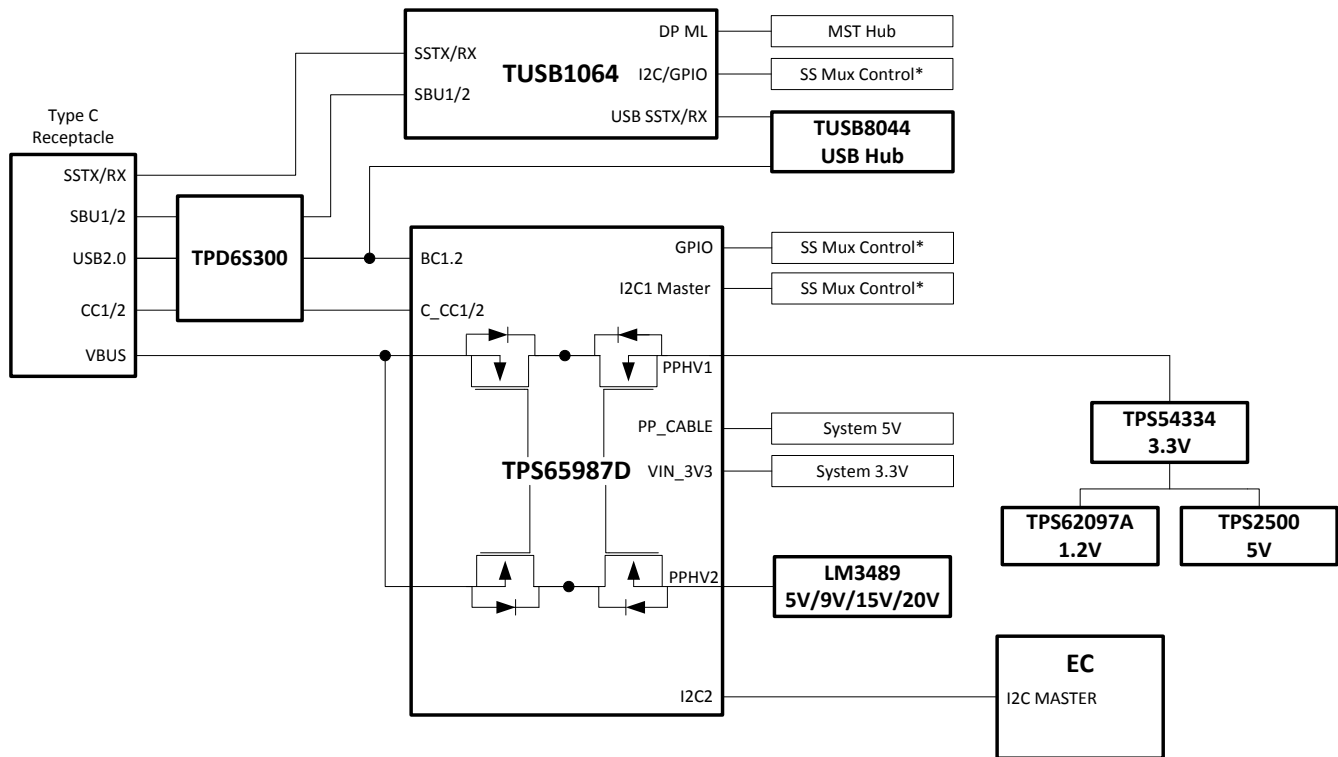 DP ML
MST Hub
SSTX/RX
TUSB1064
I2C/GPIO
SS Mux Control*
SBU1/2
USB SSTX/RX
TUSB8044
USB Hub
Type C
Receptacle
SSTX/RX
SBU1/2
USB2.0
CC1/2
VBUS
TPD6S300
BC1.2
C_CC1/2
GPIO
SS Mux Control*
I2C1 Master
SS Mux Control*
PPHV1
PP_CABLE
System 5V
TPS65987D
VIN_3V3
System 3.3V
TPS54334
3.3V
TPS62097A
1.2V
TPS2500
5V
PPHV2
LM3489
5V/9V/15V/20V
I2C2
EC
I2C MASTER